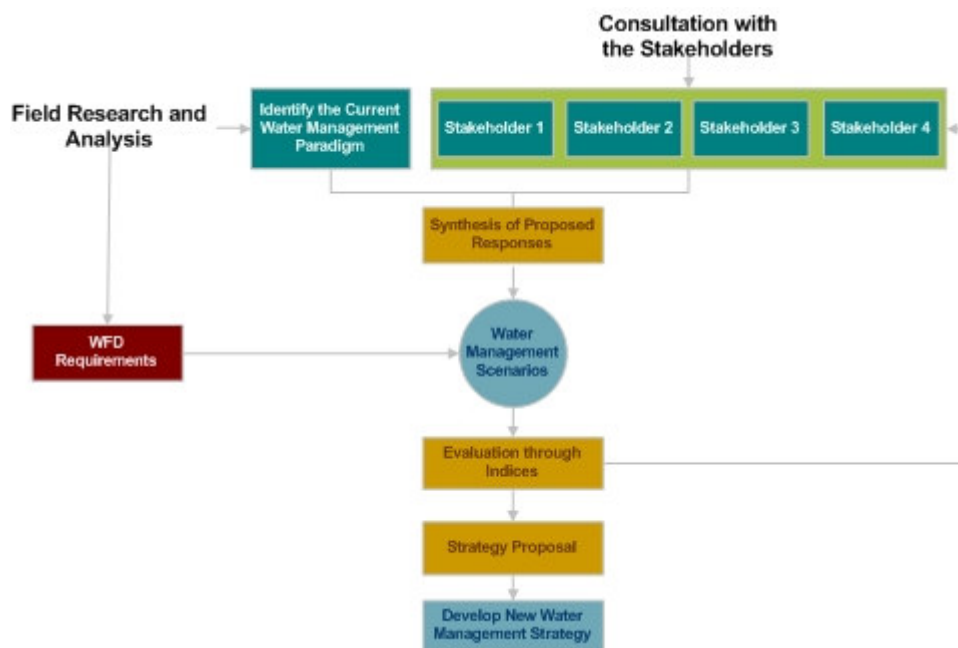 Consultation with
the Stakeholders
Field Research and
Analysis
Identify the Current
Water Management
Paradigm
Stakeholder 1
Stakeholder 2
Stakeholder 3
Stakeholder 4
Synthesis of Proposed
Responses
WFD
Requirements
Water
Management
Scenarios
Evaluation through
Indices
Strategy Proposal
Develop New Water
Management Strategy